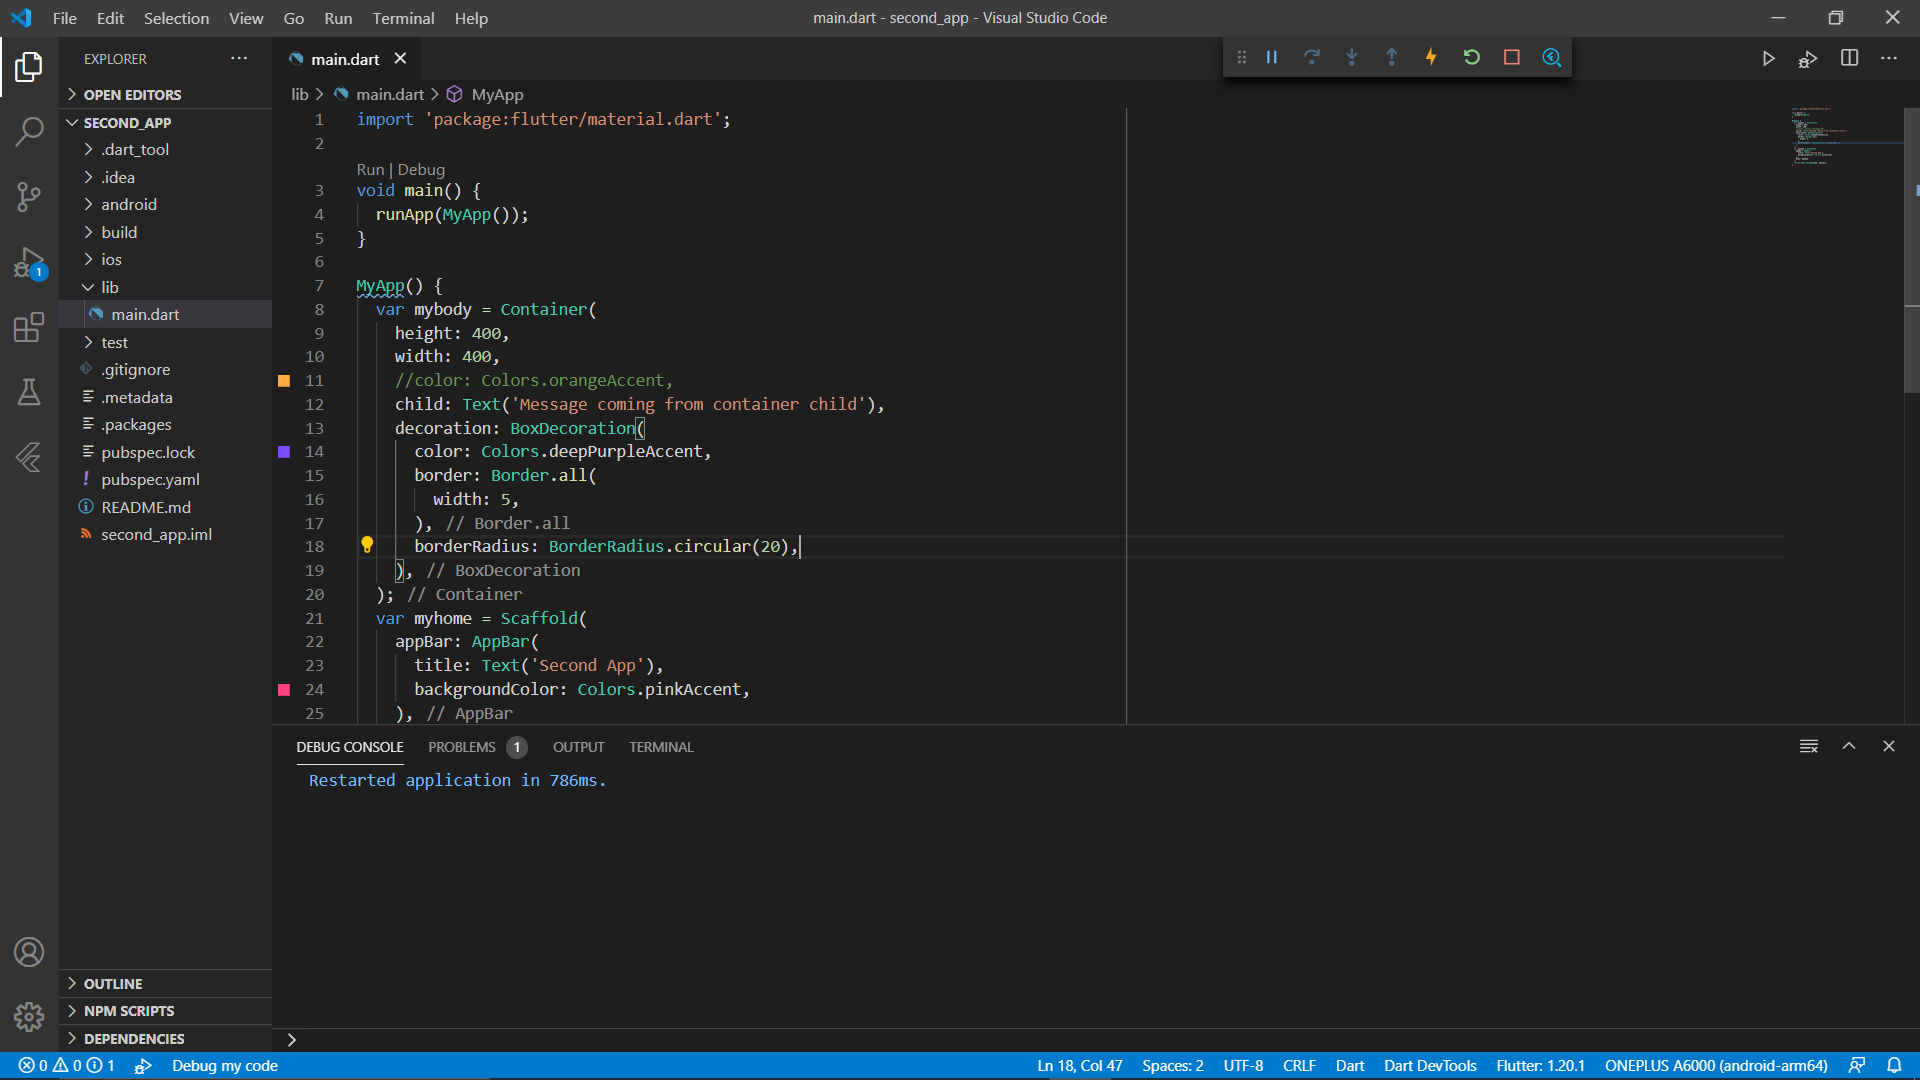 File Edit Selection View Go Run Terminal Help
main.dart - second_app - Visual Studio Code
EXPLORER
OPEN EDITORS
SECOND_APP
.dart_tool
.idea
android
build
ios
lib
main.dart
test
.gitignore
.metadata
.packages
pubspec.lock
pubspec.yaml
README.md
second_app.iml
OUTLINE
NPM SCRIPTS
DEPENDENCIES
1
main.dart
lib > main.dart > MyApp
1 import 'package:flutter/material.dart';
2
Run | Debug
3 void main() {
4 runApp(MyApp());
5 }
6
7 MyApp() {
8 var mybody = Container(
9 height: 400,
10 width: 400,
11 //color: Colors.orangeAccent,
12 child: Text('Message coming from container child'),
13 decoration: BoxDecoration(
14 color: Colors.deepPurpleAccent,
15 border: Border.all(
16 width: 5,
17 ), // Border.all
18 borderRadius: BorderRadius.circular(20),
19 ), // BoxDecoration
20 ); // Container
21 var myhome = Scaffold(
22 appBar: AppBar(
23 title: Text('Second App'),
24 backgroundColor: Colors.pinkAccent,
25 ), // AppBar
DEBUG CONSOLE PROBLEMS 1 OUTPUT TERMINAL
Restarted application in 786ms.
0 0 1 Debug my code Ln 18, Col 47 Spaces: 2 UTF-8 CRLF Dart Dart DevTools Flutter: 1.20.1 ONEPLUS A6000 (android-arm64)